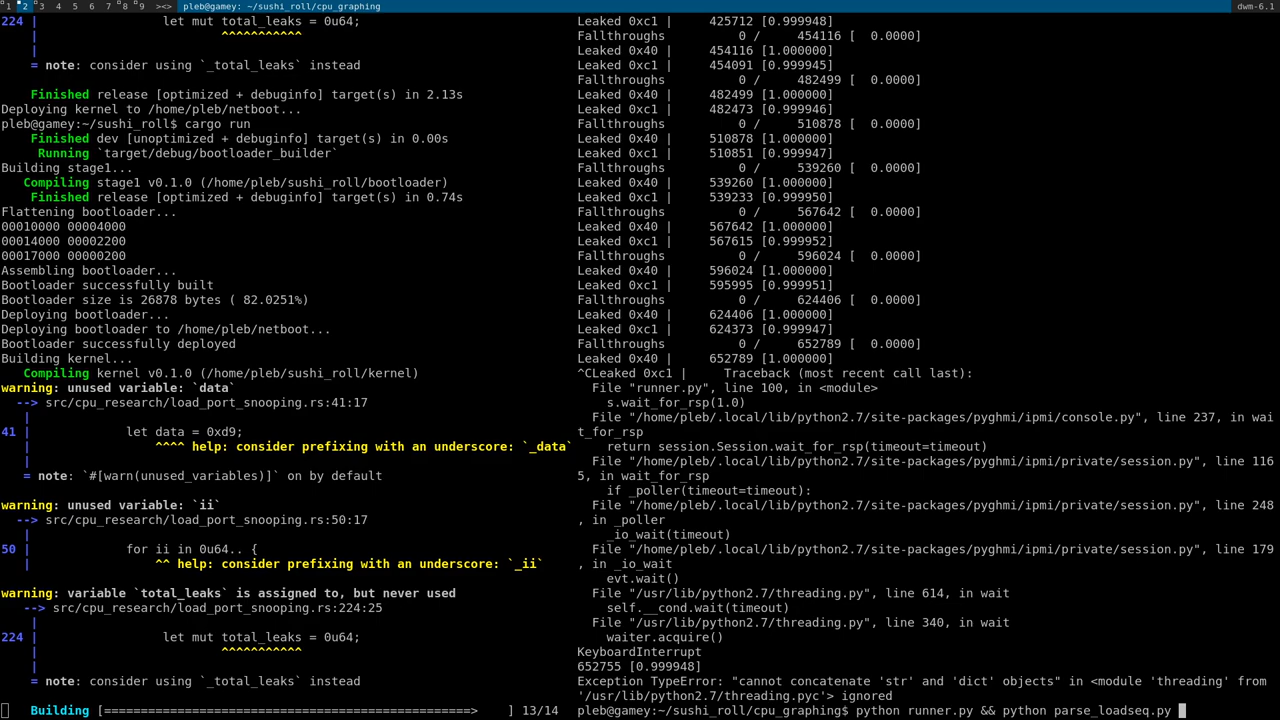 1 2 3 4 5 6 7 8 9 ><> pleb@gamey: ~/sushi_roll/cpu_graphing dwm-6.1
224 | let mut total_leaks = 0u64;
| ^^^^^^^^^^^
|
= note: consider using `_total_leaks` instead
Finished release [optimized + debuginfo] target(s) in 2.13s
Deploying kernel to /home/pleb/netboot...
pleb@gamey:~/sushi_roll$ cargo run
Finished dev [unoptimized + debuginfo] target(s) in 0.00s
Running `target/debug/bootloader_builder`
Building stage1...
Compiling stage1 v0.1.0 (/home/pleb/sushi_roll/bootloader)
Finished release [optimized + debuginfo] target(s) in 0.74s
Flattening bootloader...
00010000 00004000
00014000 00002200
00017000 00000200
Assembling bootloader...
Bootloader successfully built
Bootloader size is 26878 bytes ( 82.0251%)
Deploying bootloader...
Deploying bootloader to /home/pleb/netboot...
Bootloader successfully deployed
Building kernel...
Compiling kernel v0.1.0 (/home/pleb/sushi_roll/kernel)
warning: unused variable: `data`
--> src/cpu_research/load_port_snooping.rs:41:17
|
41 | let data = 0xd9;
| ^^^^ help: consider prefixing with an underscore: `_data`
|
= note: `#[warn(unused_variables)]` on by default
warning: unused variable: `ii`
--> src/cpu_research/load_port_snooping.rs:50:17
|
50 | for ii in 0u64.. {
| ^^ help: consider prefixing with an underscore: `_ii`
warning: variable `total_leaks` is assigned to, but never used
--> src/cpu_research/load_port_snooping.rs:224:25
|
224 | let mut total_leaks = 0u64;
| ^^^^^^^^^^^
|
= note: consider using `_total_leaks` instead
Building [==================================================> ] 13/14
Leaked 0xc1 | 425712 [0.999948]
Fallthroughs 0 / 454116 [ 0.0000]
Leaked 0x40 | 454116 [1.000000]
Leaked 0xc1 | 454091 [0.999945]
Fallthroughs 0 / 482499 [ 0.0000]
Leaked 0x40 | 482499 [1.000000]
Leaked 0xc1 | 482473 [0.999946]
Fallthroughs 0 / 510878 [ 0.0000]
Leaked 0x40 | 510878 [1.000000]
Leaked 0xc1 | 510851 [0.999947]
Fallthroughs 0 / 539260 [ 0.0000]
Leaked 0x40 | 539260 [1.000000]
Leaked 0xc1 | 539233 [0.999950]
Fallthroughs 0 / 567642 [ 0.0000]
Leaked 0x40 | 567642 [1.000000]
Leaked 0xc1 | 567615 [0.999952]
Fallthroughs 0 / 596024 [ 0.0000]
Leaked 0x40 | 596024 [1.000000]
Leaked 0xc1 | 595995 [0.999951]
Fallthroughs 0 / 624406 [ 0.0000]
Leaked 0x40 | 624406 [1.000000]
Leaked 0xc1 | 624373 [0.999947]
Fallthroughs 0 / 652789 [ 0.0000]
Leaked 0x40 | 652789 [1.000000]
^CLeaked 0xc1 | Traceback (most recent call last):
File "runner.py", line 100, in <module>
s.wait_for_rsp(1.0)
File "/home/pleb/.local/lib/python2.7/site-packages/pyghmi/ipmi/console.py", line 237, in wai
t_for_rsp
return session.Session.wait_for_rsp(timeout=timeout)
File "/home/pleb/.local/lib/python2.7/site-packages/pyghmi/ipmi/private/session.py", line 116
5, in wait_for_rsp
if _poller(timeout=timeout):
File "/home/pleb/.local/lib/python2.7/site-packages/pyghmi/ipmi/private/session.py", line 248
, in _poller
_io_wait(timeout)
File "/home/pleb/.local/lib/python2.7/site-packages/pyghmi/ipmi/private/session.py", line 179
, in _io_wait
evt.wait()
File "/usr/lib/python2.7/threading.py", line 614, in wait
self.__cond.wait(timeout)
File "/usr/lib/python2.7/threading.py", line 340, in wait
waiter.acquire()
KeyboardInterrupt
652755 [0.999948]
Exception TypeError: "cannot concatenate 'str' and 'dict' objects" in <module 'threading' from
'/usr/lib/python2.7/threading.pyc'> ignored
pleb@gamey:~/sushi_roll/cpu_graphing$ python runner.py && python parse_loadseq.py